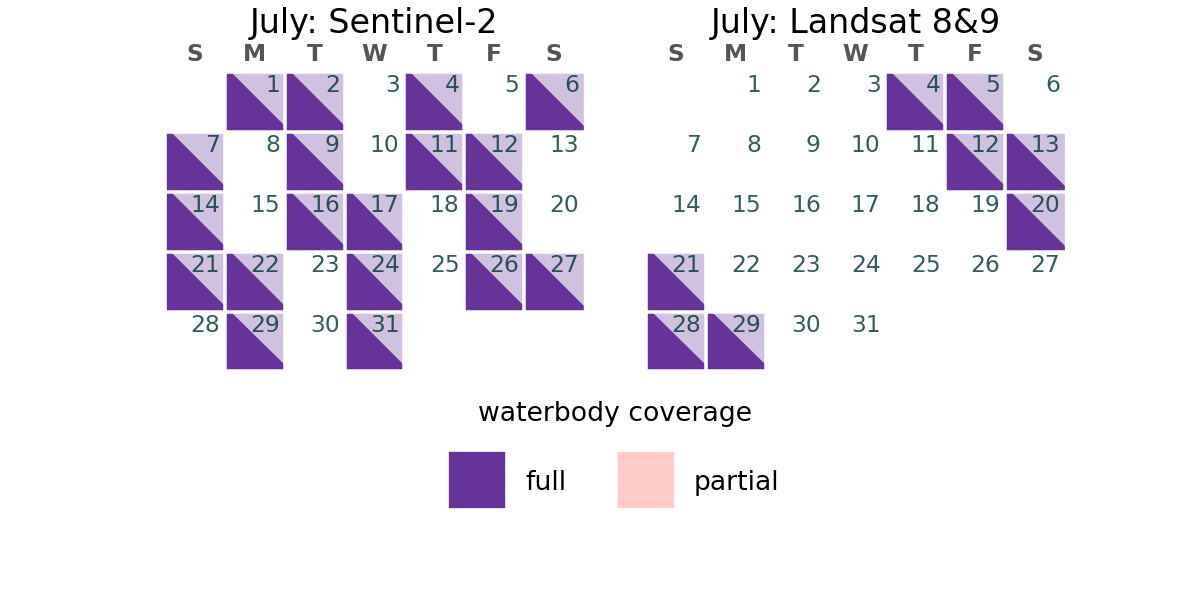 July: Sentinel-2
S M T W T F S
1 2 3 4 5 6
7 8 9 10 11 12 13
14 15 16 17 18 19 20
21 22 23 24 25 26 27
28 29 30 31
July: Landsat 8&9
S M T W T F S
1 2 3 4 5 6
7 8 9 10 11 12 13
14 15 16 17 18 19 20
21 22 23 24 25 26 27
28 29 30 31
waterbody coverage
full partial